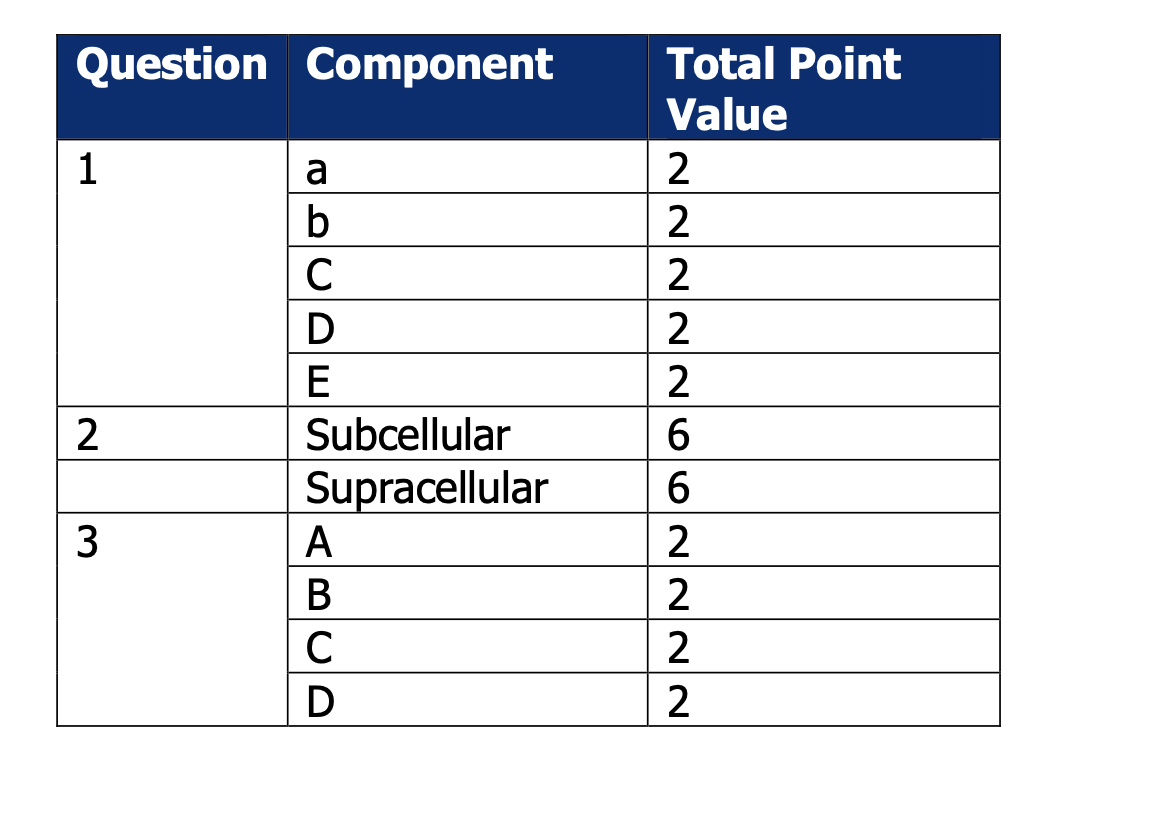 Question Component Total Point
Value
1 a 2
b 2
C 2
D 2
E 2
2 Subcellular 6
Supracellular 6
3 A 2
B 2
C 2
D 2